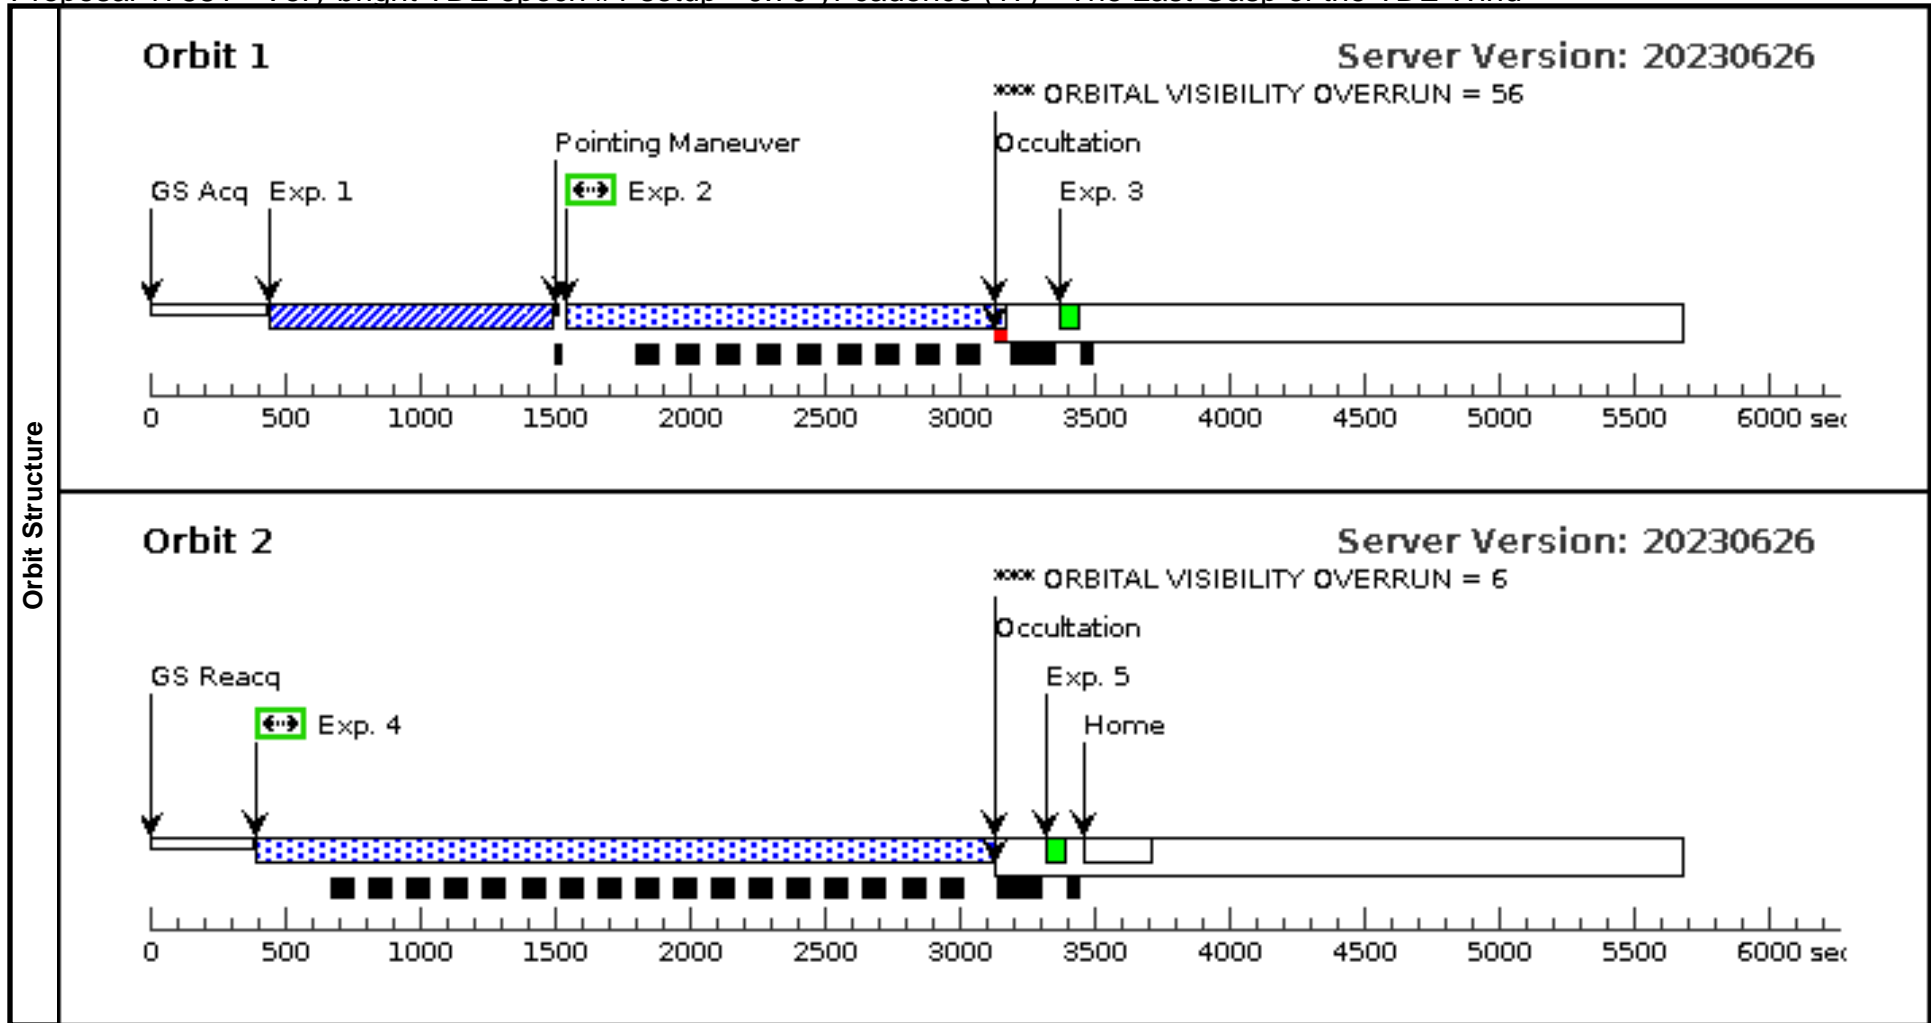 Orbit 1
Server Version: 20230626
*** ORBITAL VISIBILITY OVERRUN = 56
Pointing Maneuver
Occultation
GS Acq
Exp. 1
Exp. 2
Exp. 3
0 500 1000 1500 2000 2500 3000 3500 4000 4500 5000 5500 6000 sec
Orbit Structure
Orbit 2
Server Version: 20230626
*** ORBITAL VISIBILITY OVERRUN = 6
Occultation
GS Reacq
Exp. 5
Exp. 4
Home
0 500 1000 1500 2000 2500 3000 3500 4000 4500 5000 5500 6000 sec